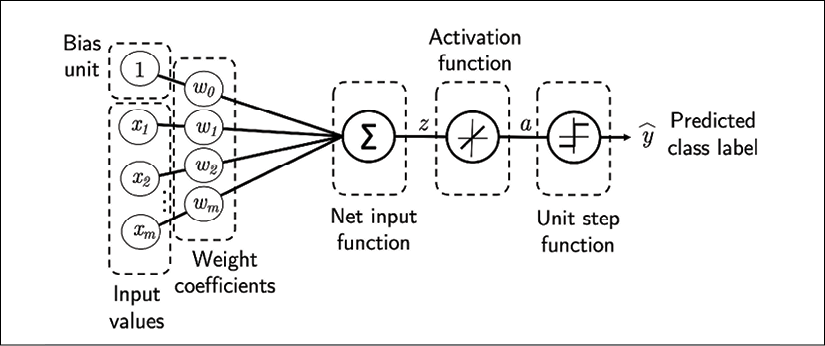 Bias
unit
1
x1
x2
⋮
xm
Input
values
w0
w1
w2
wm
Weight
coefficients
Σ
Net input
function
z
Activation
function
a
Unit step
function
ŷ
Predicted
class label